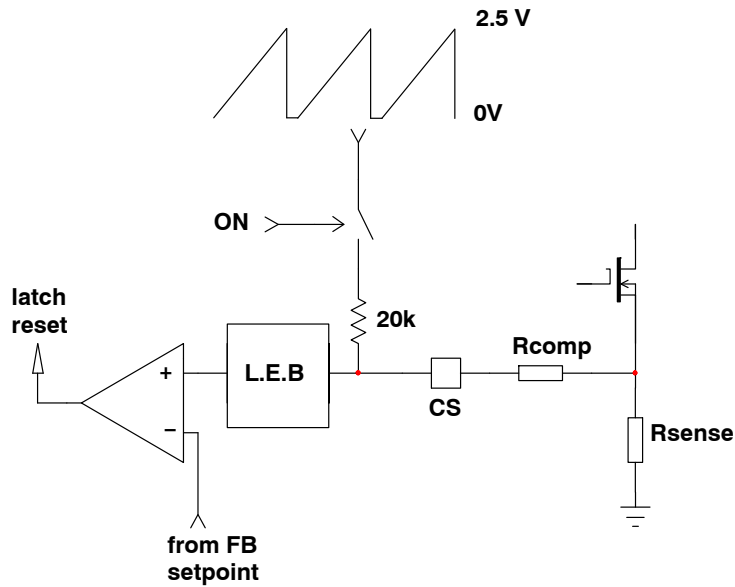 2.5 V
0V
ON
latch
reset
20k
Rcomp
+
L.E.B
CS
Rsense
−
from FB
setpoint